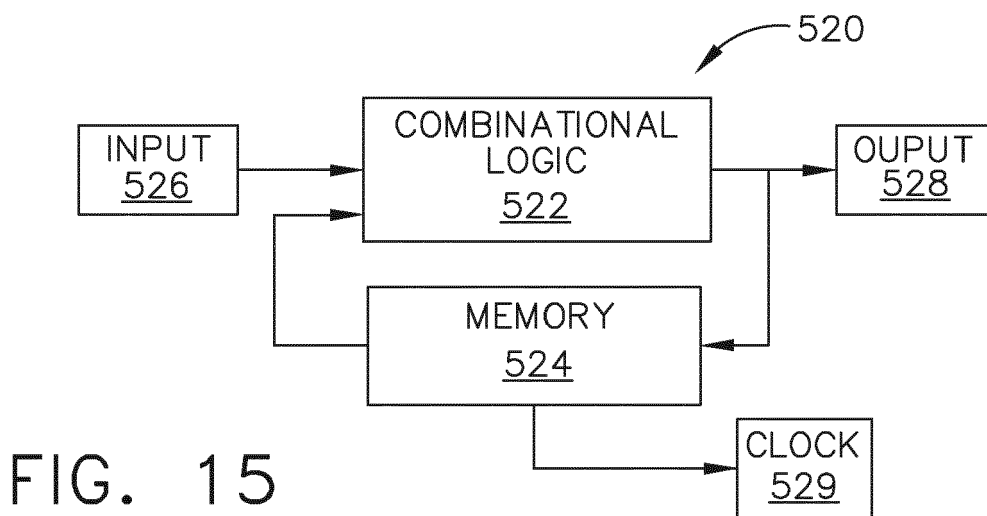 520
INPUT
526
COMBINATIONAL
LOGIC
522
OUPUT
528
MEMORY
524
CLOCK
529
FIG. 15